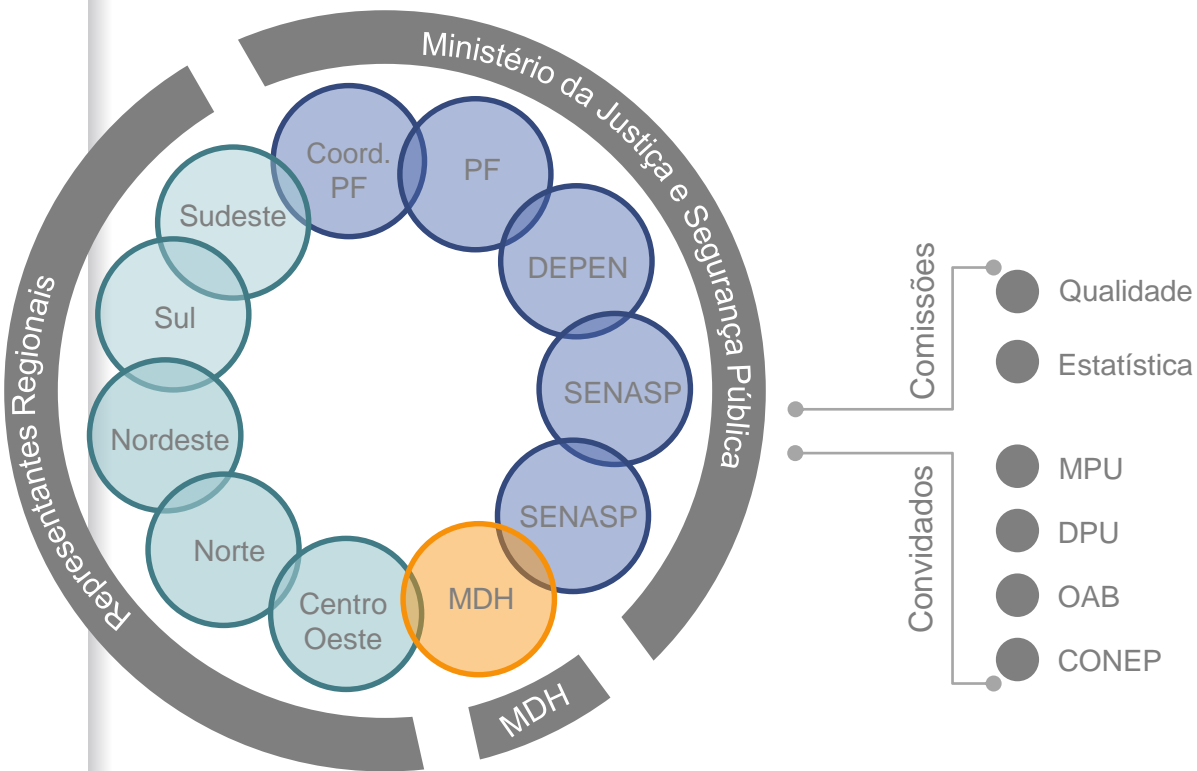 Ministério da Justiça e Segurança Pública
Representantes Regionais
MDH
Coord.
PF
PF
DEPEN
SENASP
SENASP
MDH
Centro
Oeste
Norte
Nordeste
Sul
Sudeste
Comissões
Qualidade
Estatística
Convidados
MPU
DPU
OAB
CONEP